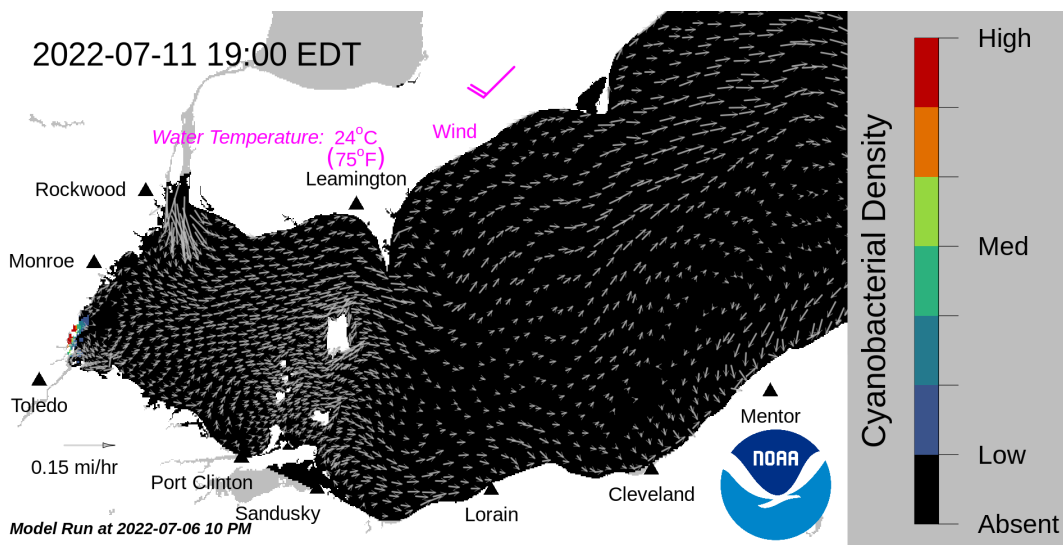 2022-07-11 19:00 EDT
Water Temperature: 24°C
(75°F)
Wind
Leamington
Rockwood
Monroe
Toledo
0.15 mi/hr
Port Clinton
Sandusky
Lorain
Cleveland
Mentor
NOAA
Model Run at 2022-07-06 10 PM
Cyanobacterial Density
High
Med
Low
Absent